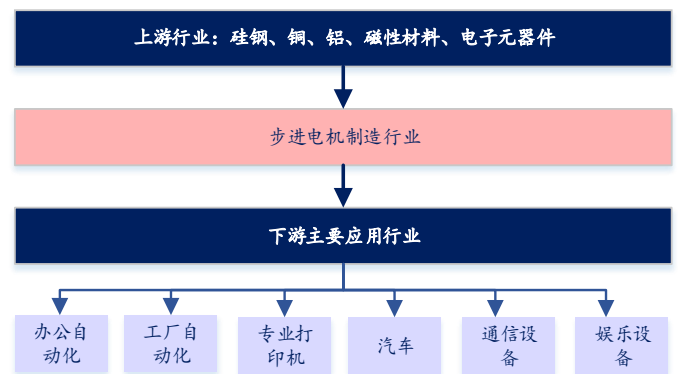 上游行业：硅钢、铜、铝、磁性材料、电子元器件
步进电机制造行业
下游主要应用行业
办公自
动化
工厂自
动化
专业打
印机
汽车
通信设
备
娱乐设
备